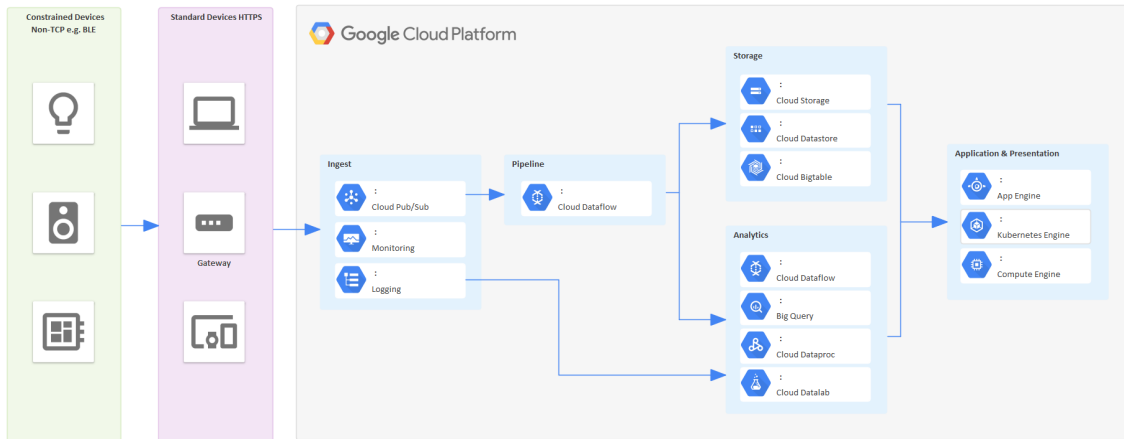 Constrained Devices
Non-TCP e.g. BLE
Standard Devices HTTPS
Gateway
Google Cloud Platform
Ingest
:
Cloud Pub/Sub
:
Monitoring
:
Logging
Pipeline
:
Cloud Dataflow
Storage
:
Cloud Storage
:
Cloud Datastore
:
Cloud Bigtable
Analytics
:
Cloud Dataflow
:
Big Query
:
Cloud Dataproc
:
Cloud Datalab
Application & Presentation
:
App Engine
:
Kubernetes Engine
:
Compute Engine